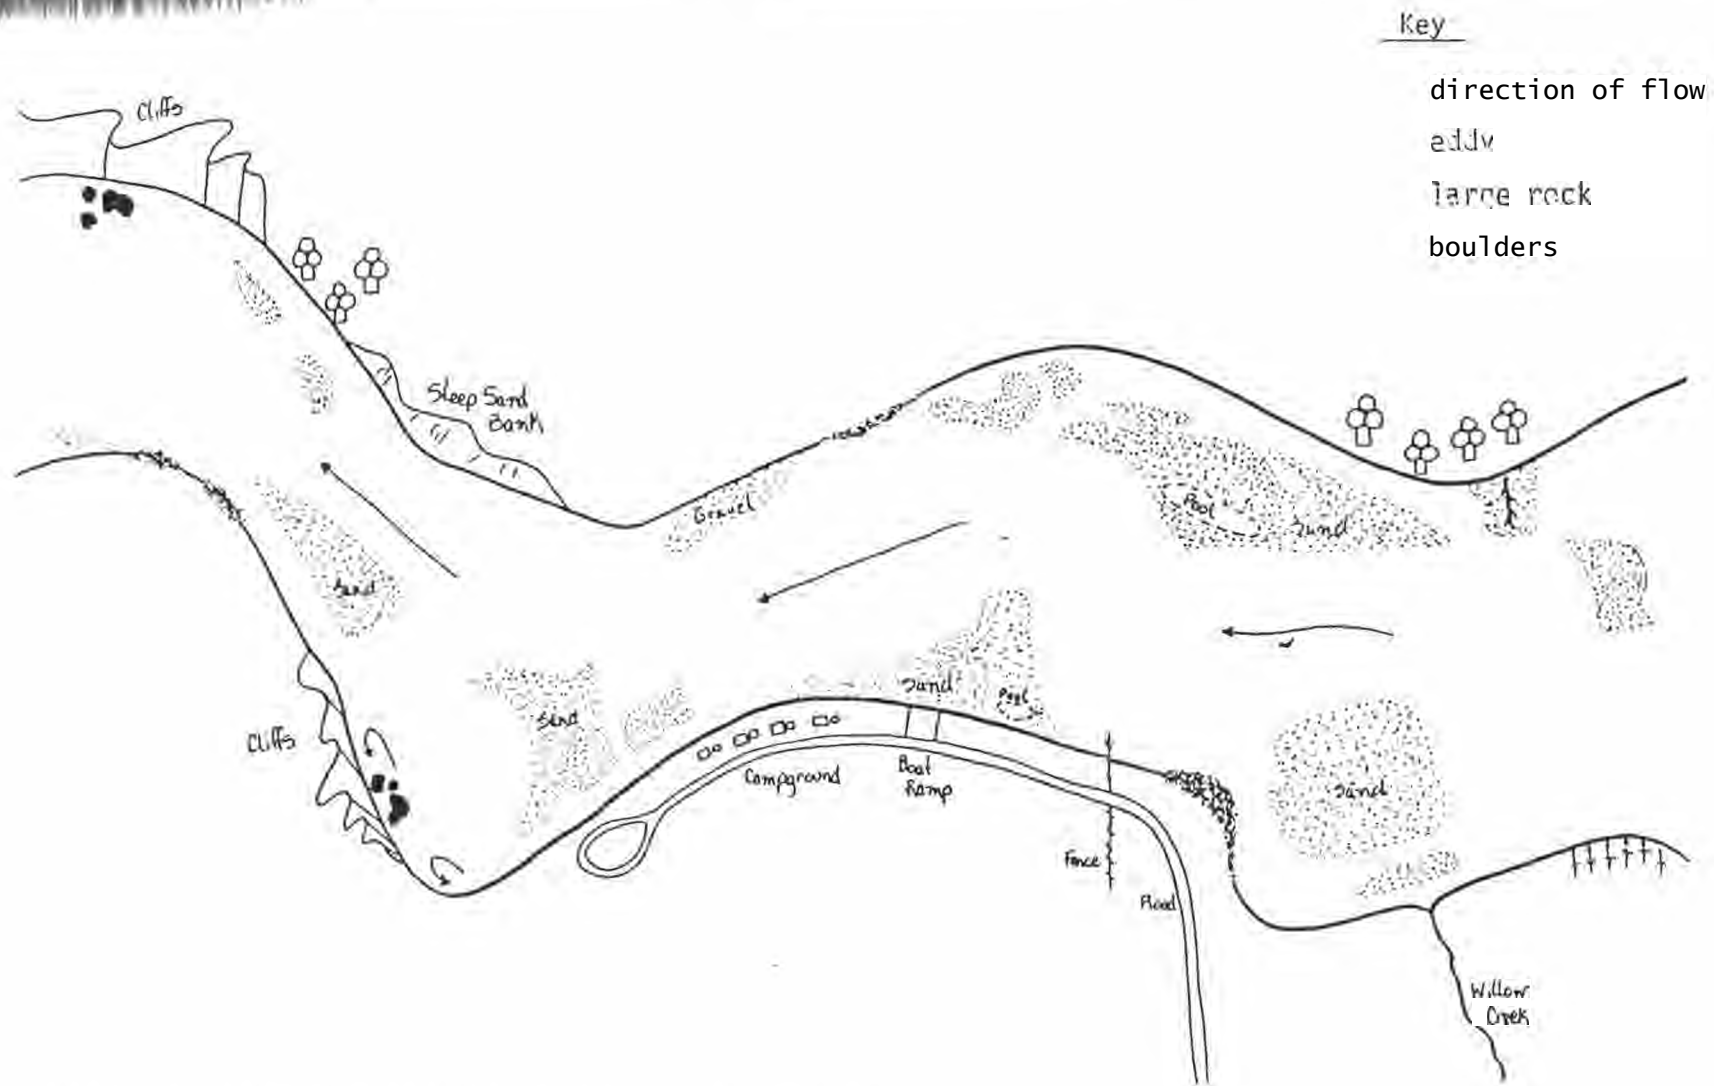 Key
direction of flow
eddy
large rock
boulders
Cliffs
Steep Sand
Bank
Gravel
Pool
Sand
Sand
Sand
Sand
Pool
Sand
Cliffs
Campground
Boat
Ramp
Fence
Road
Willow
Creek